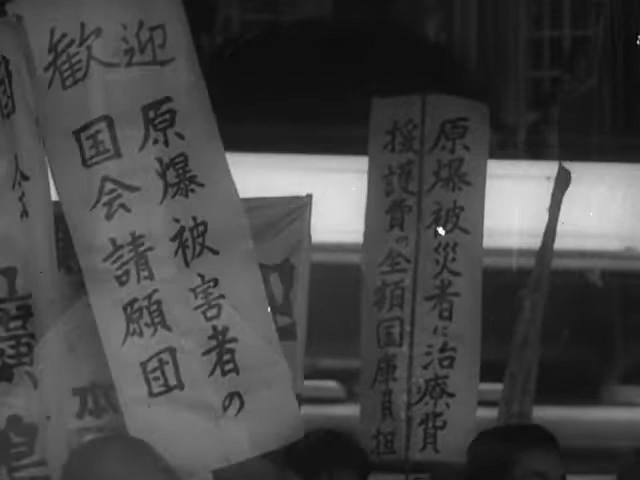 歓迎
原爆被害者の
国会請願団
原爆被災者に治療費
援護費の全額国庫負担